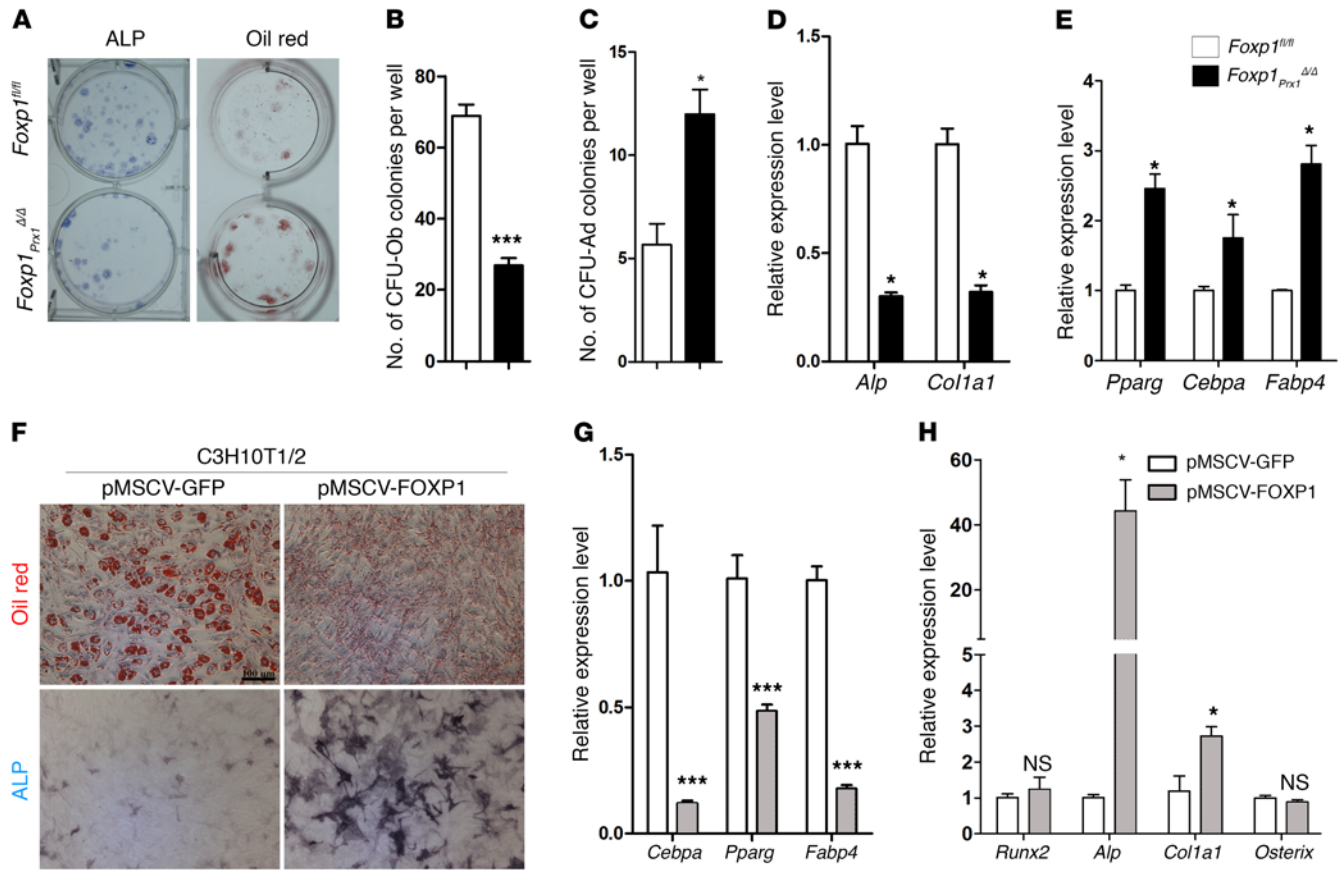 A
ALP
Oil red
Foxp1fl/fl
Foxp1Prx1Δ/Δ
B
No. of CFU-Ob colonies per well
80
60
40
20
0
***
C
No. of CFU-Ad colonies per well
15
10
5
0
*
D
Relative expression level
1.5
1.0
0.5
0.0
*
*
Alp
Col1a1
E
Foxp1fl/fl
Foxp1Prx1Δ/Δ
Relative expression level
4
3
2
1
0
*
*
*
Pparg
Cebpa
Fabp4
F
C3H10T1/2
pMSCV-GFP
pMSCV-FOXP1
Oil red
100 μm
ALP
G
Relative expression level
1.5
1.0
0.5
0.0
***
***
***
Cebpa
Pparg
Fabp4
H
pMSCV-GFP
pMSCV-FOXP1
Relative expression level
60
40
20
5
4
3
2
1
0
NS
*
*
NS
Runx2
Alp
Col1a1
Osterix